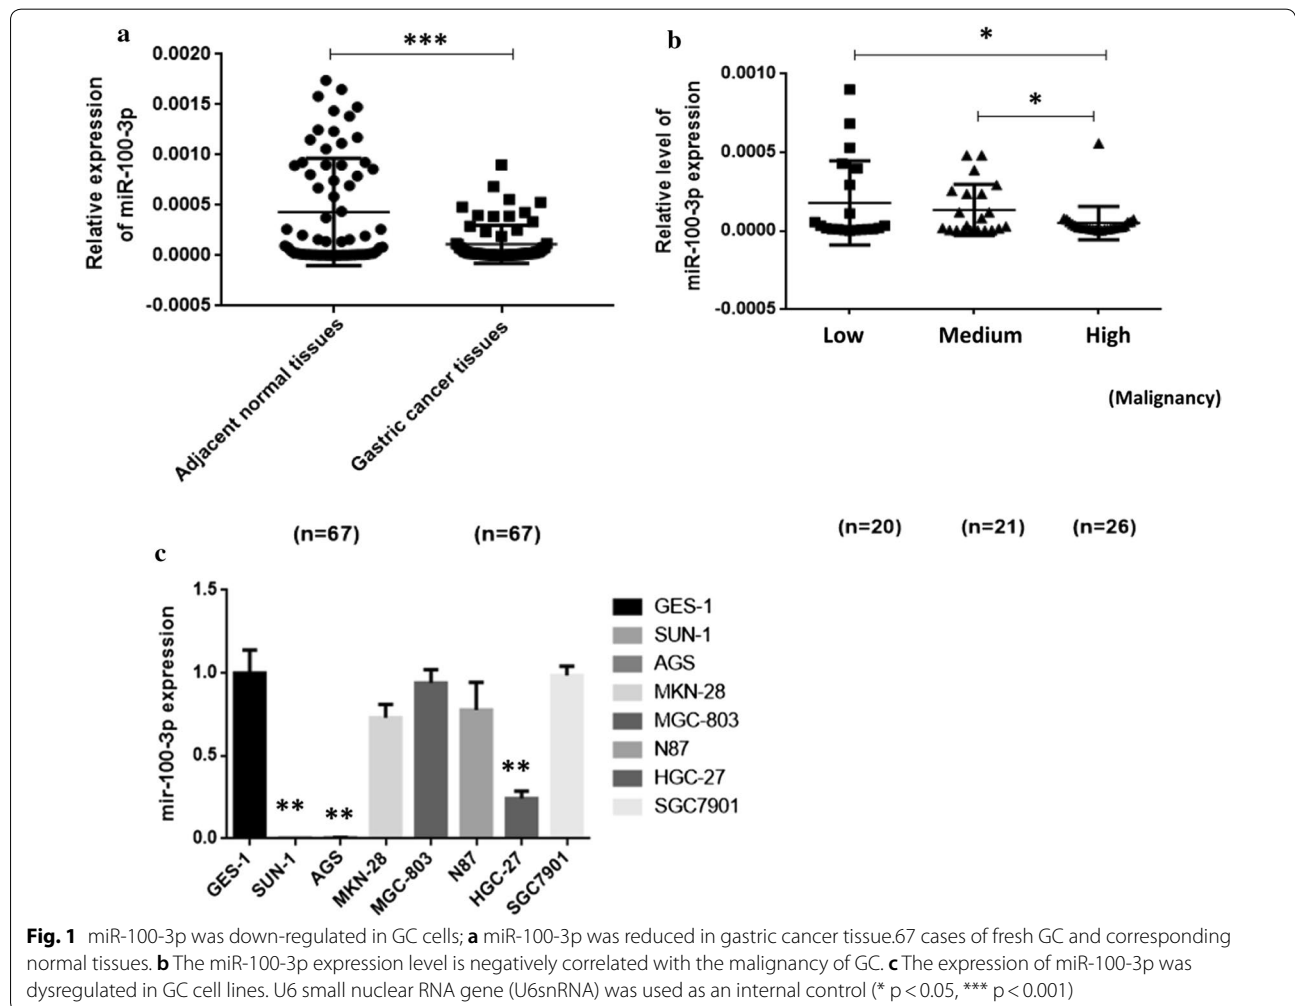 a
***
0.0020
0.0015
0.0010
0.0005
0.0000
-0.0005
Relative expression
of miR-100-3p
Adjacent normal tissues
Gastric cancer tissues
(n=67)
(n=67)
b
*
*
0.0010
0.0005
0.0000
-0.0005
Relative level of
miR-100-3p expression
Low
Medium
High
(Malignancy)
(n=20)
(n=21)
(n=26)
c
1.5
1.0
0.5
0.0
mir-100-3p expression
**
**
**
GES-1
SUN-1
AGS
MKN-28
MGC-803
N87
HGC-27
SGC7901
GES-1
SUN-1
AGS
MKN-28
MGC-803
N87
HGC-27
SGC7901
Fig. 1 miR-100-3p was down-regulated in GC cells; a miR-100-3p was reduced in gastric cancer tissue.67 cases of fresh GC and corresponding
normal tissues. b The miR-100-3p expression level is negatively correlated with the malignancy of GC. c The expression of miR-100-3p was
dysregulated in GC cell lines. U6 small nuclear RNA gene (U6snRNA) was used as an internal control (* p < 0.05, *** p < 0.001)